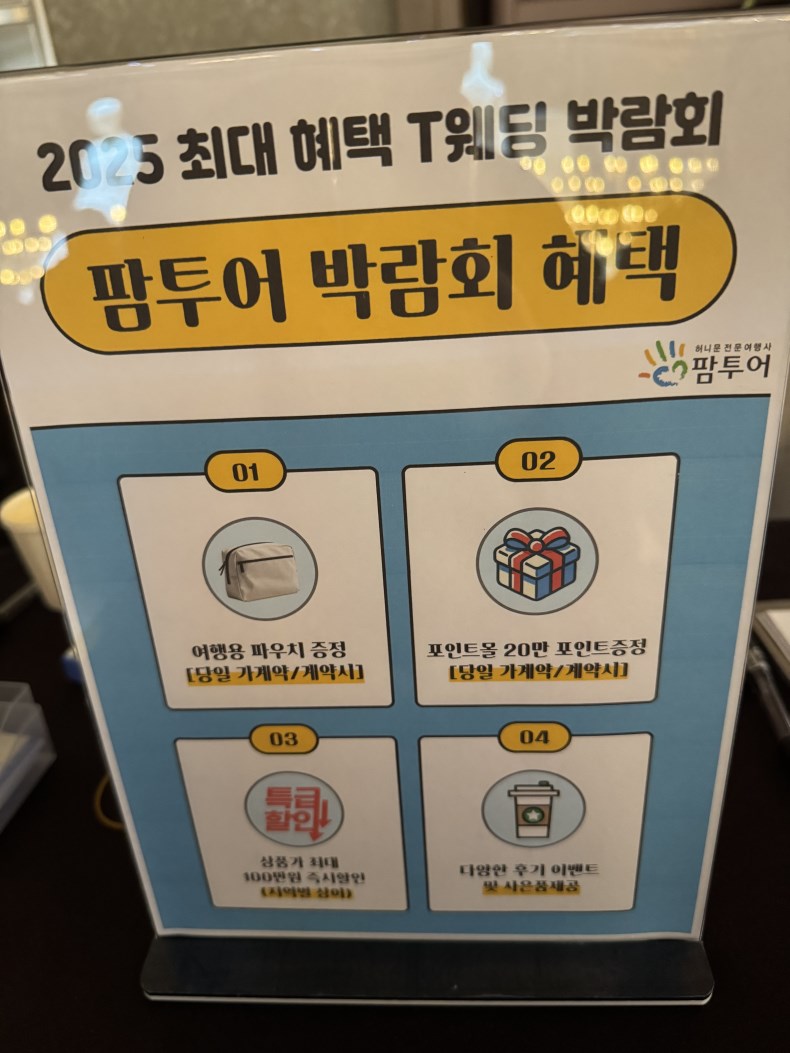 2025 최대 혜택 T웨딩 박람회
팜투어 박람회 혜택
허니문 전문 여행사
팜투어
01
여행용 파우치 증정
[당일 가계약/계약시]
02
포인트몰 20만 포인트증정
[당일 가계약/계약시]
03
특급
할인
상품가 최대
100만원 즉시할인
(지역별 상이)
04
다양한 후기 이벤트
및 사은품제공